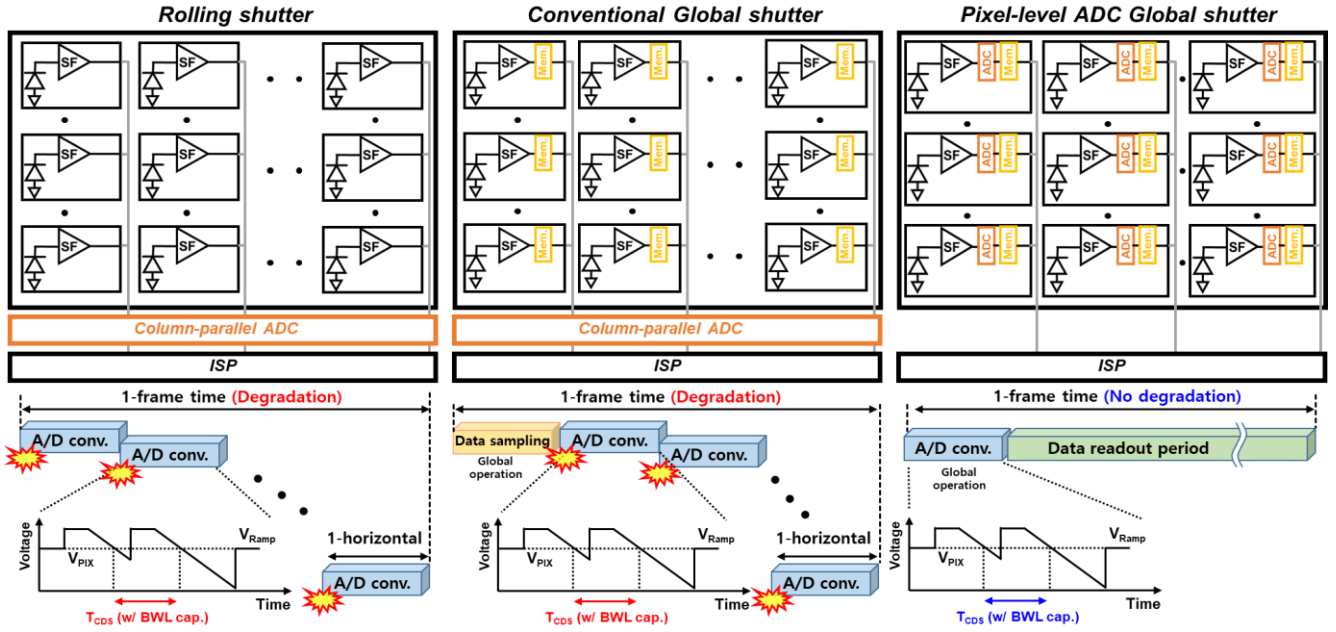 Rolling shutter
SF SF SF
SF SF SF
SF SF SF
Column-parallel ADC
ISP
1-frame time (Degradation)
A/D conv.
A/D conv.
Voltage
VPIX
VRamp
1-horizontal
A/D conv.
Time
TCDS (w/ BWL cap.)
Conventional Global shutter
SF Mem. SF Mem. SF Mem.
SF Mem. SF Mem. SF Mem.
SF Mem. SF Mem. SF Mem.
Column-parallel ADC
ISP
1-frame time (Degradation)
Data sampling
A/D conv.
Global
operation
A/D conv.
Voltage
VPIX
VRamp
1-horizontal
A/D conv.
Time
TCDS (w/ BWL cap.)
Pixel-level ADC Global shutter
SF ADC Mem. SF ADC Mem. SF ADC Mem.
SF ADC Mem. SF ADC Mem. SF ADC Mem.
SF ADC Mem. SF ADC Mem. SF ADC Mem.
ISP
1-frame time (No degradation)
A/D conv.
Data readout period
Global
operation
Voltage
VPIX
VRamp
Time
TCDS (w/ BWL cap.)